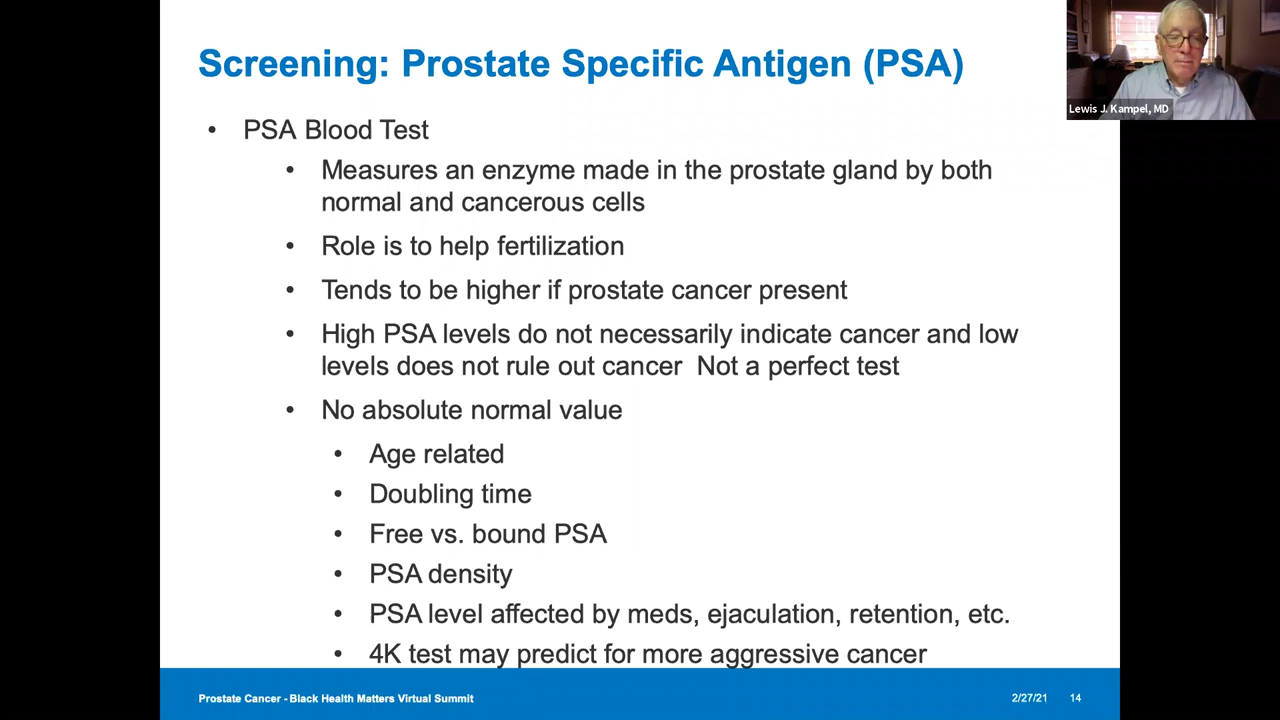 Screening: Prostate Specific Antigen (PSA)
Lewis J. Kampel, MD
• PSA Blood Test
• Measures an enzyme made in the prostate gland by both
normal and cancerous cells
• Role is to help fertilization
• Tends to be higher if prostate cancer present
• High PSA levels do not necessarily indicate cancer and low
levels does not rule out cancer  Not a perfect test
• No absolute normal value
• Age related
• Doubling time
• Free vs. bound PSA
• PSA density
• PSA level affected by meds, ejaculation, retention, etc.
• 4K test may predict for more aggressive cancer
Prostate Cancer - Black Health Matters Virtual Summit
2/27/21 14